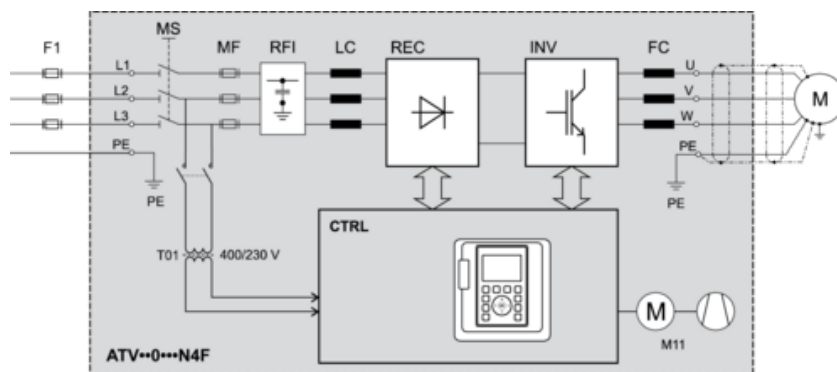 MS
F1 MF RFI LC REC INV FC
L1 U
L2 V M
L3 W
PE PE
PE PE
CTRL
T01 400/230 V
M
M11
ATV••0•••N4F